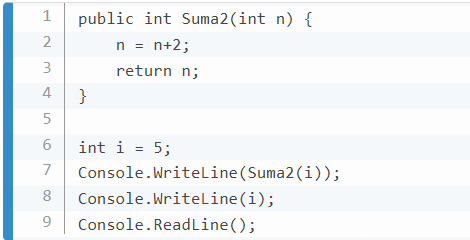 1 public int Suma2(int n) {
2     n = n+2;
3     return n;
4 }
5
6 int i = 5;
7 Console.WriteLine(Suma2(i));
8 Console.WriteLine(i);
9 Console.ReadLine();